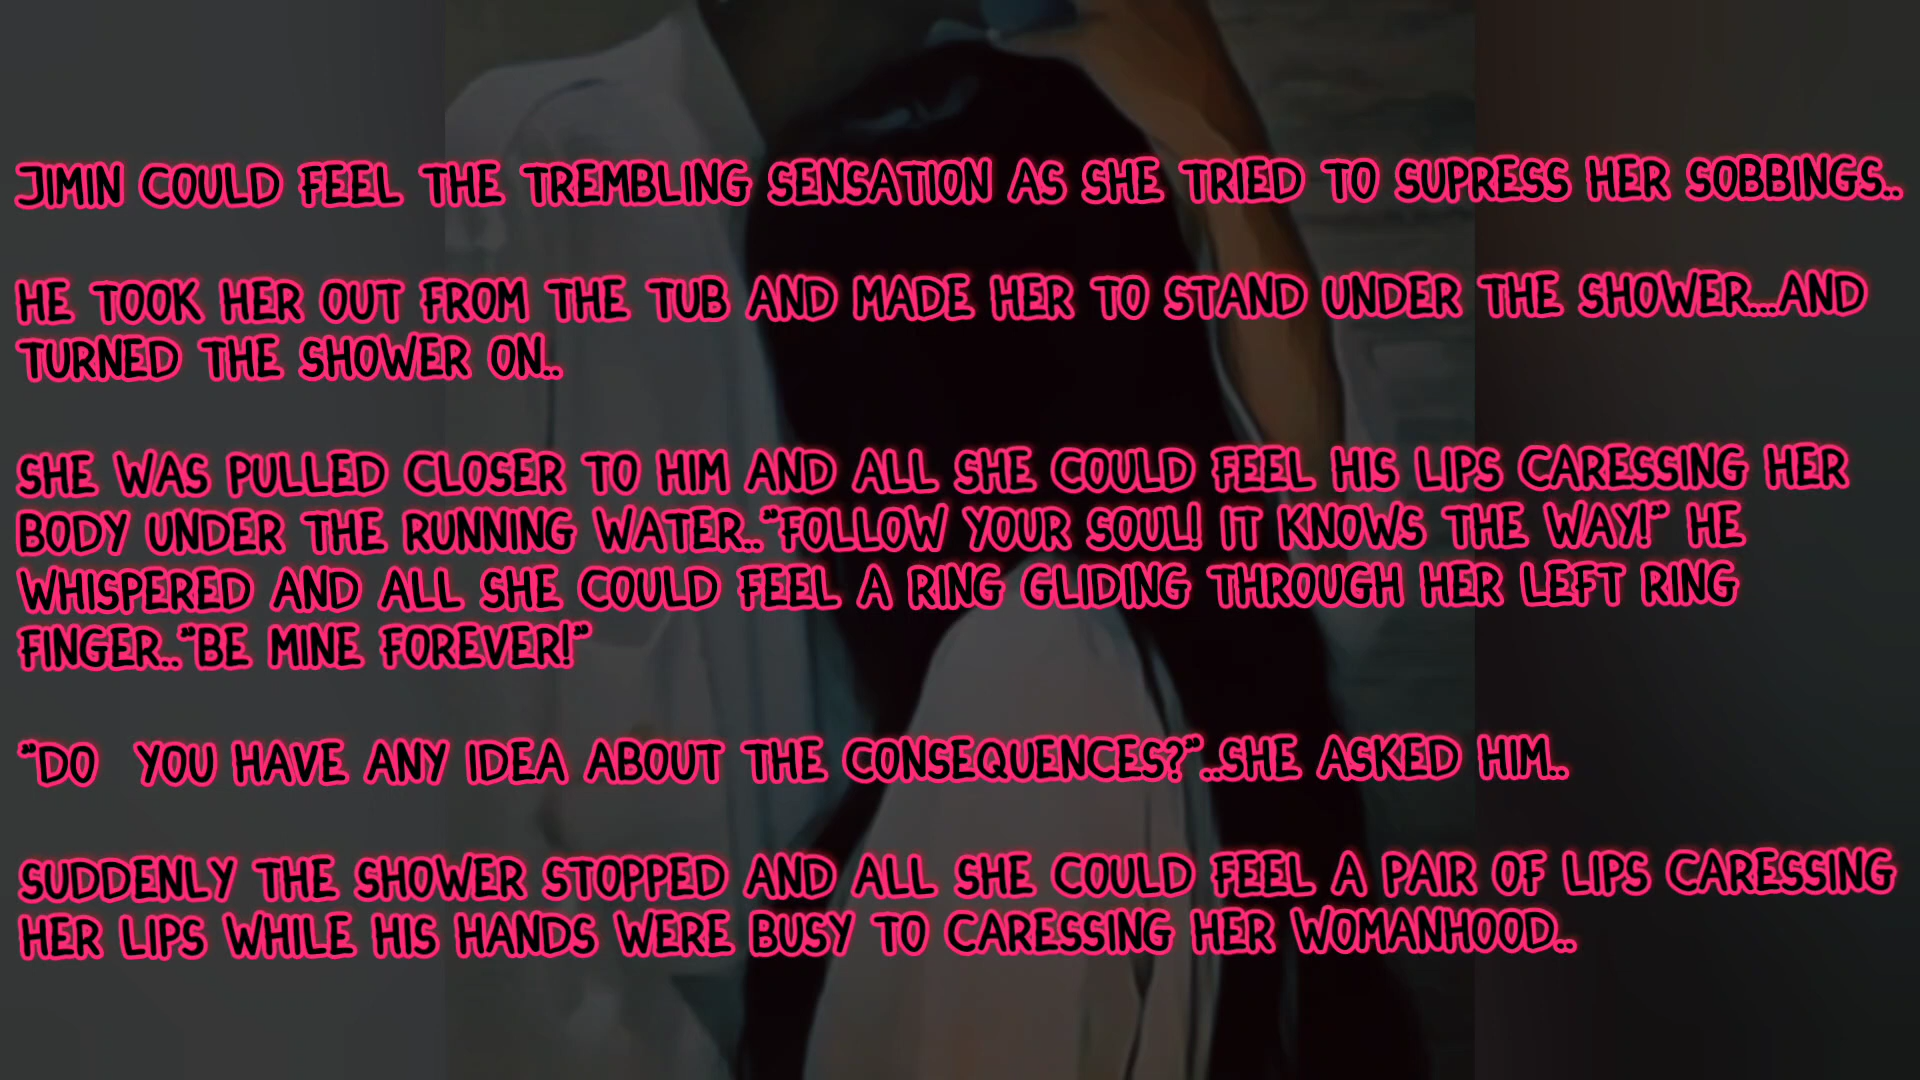 JIMIN COULD FEEL THE TREMBLING SENSATION AS SHE TRIED TO SUPRESS HER SOBBINGS..
HE TOOK HER OUT FROM THE TUB AND MADE HER TO STAND UNDER THE SHOWER...AND
TURNED THE SHOWER ON..
SHE WAS PULLED CLOSER TO HIM AND ALL SHE COULD FEEL HIS LIPS CARESSING HER
BODY UNDER THE RUNNING WATER.."FOLLOW YOUR SOUL! IT KNOWS THE WAY!" HE
WHISPERED AND ALL SHE COULD FEEL A RING GLIDING THROUGH HER LEFT RING
FINGER.."BE MINE FOREVER!"
"DO YOU HAVE ANY IDEA ABOUT THE CONSEQUENCES?"..SHE ASKED HIM..
SUDDENLY THE SHOWER STOPPED AND ALL SHE COULD FEEL A PAIR OF LIPS CARESSING
HER LIPS WHILE HIS HANDS WERE BUSY TO CARESSING HER WOMANHOOD..